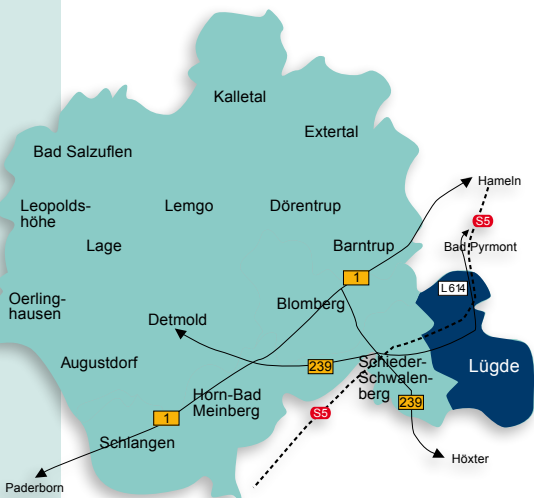 Kalletal
Extertal
Bad Salzuflen
Hameln
Leopolds-
höhe
Lemgo
Dörentrup
S5
Lage
Barntrup
Bad Pyrmont
1
L 614
Oerling-
hausen
Blomberg
Detmold
Augustdorf
239
Schieder-
Schwalen-
berg
Lügde
Horn-Bad
Meinberg
239
S5
1
Schlangen
Höxter
Paderborn